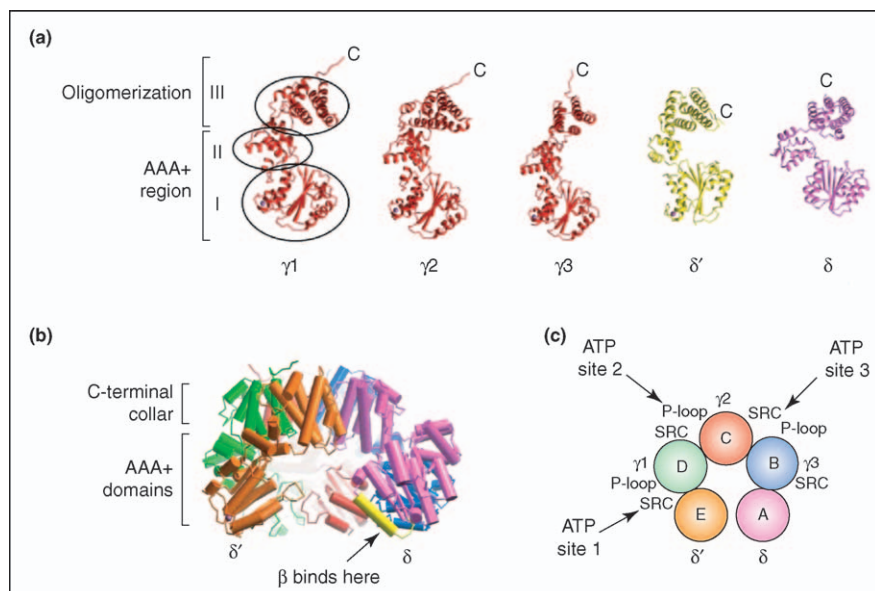 (a)
C
Oligomerization
III
C
C
C
C
AAA+
region
II
I
γ1
γ2
γ3
δ′
δ
(b)
C-terminal
collar
AAA+
domains
δ′
δ
β binds here
(c)
ATP
site 2
ATP
site 3
γ2
P-loop
SRC
SRC
P-loop
C
γ1
D
B
γ3
P-loop
SRC
SRC
E
A
ATP
site 1
δ′
δ